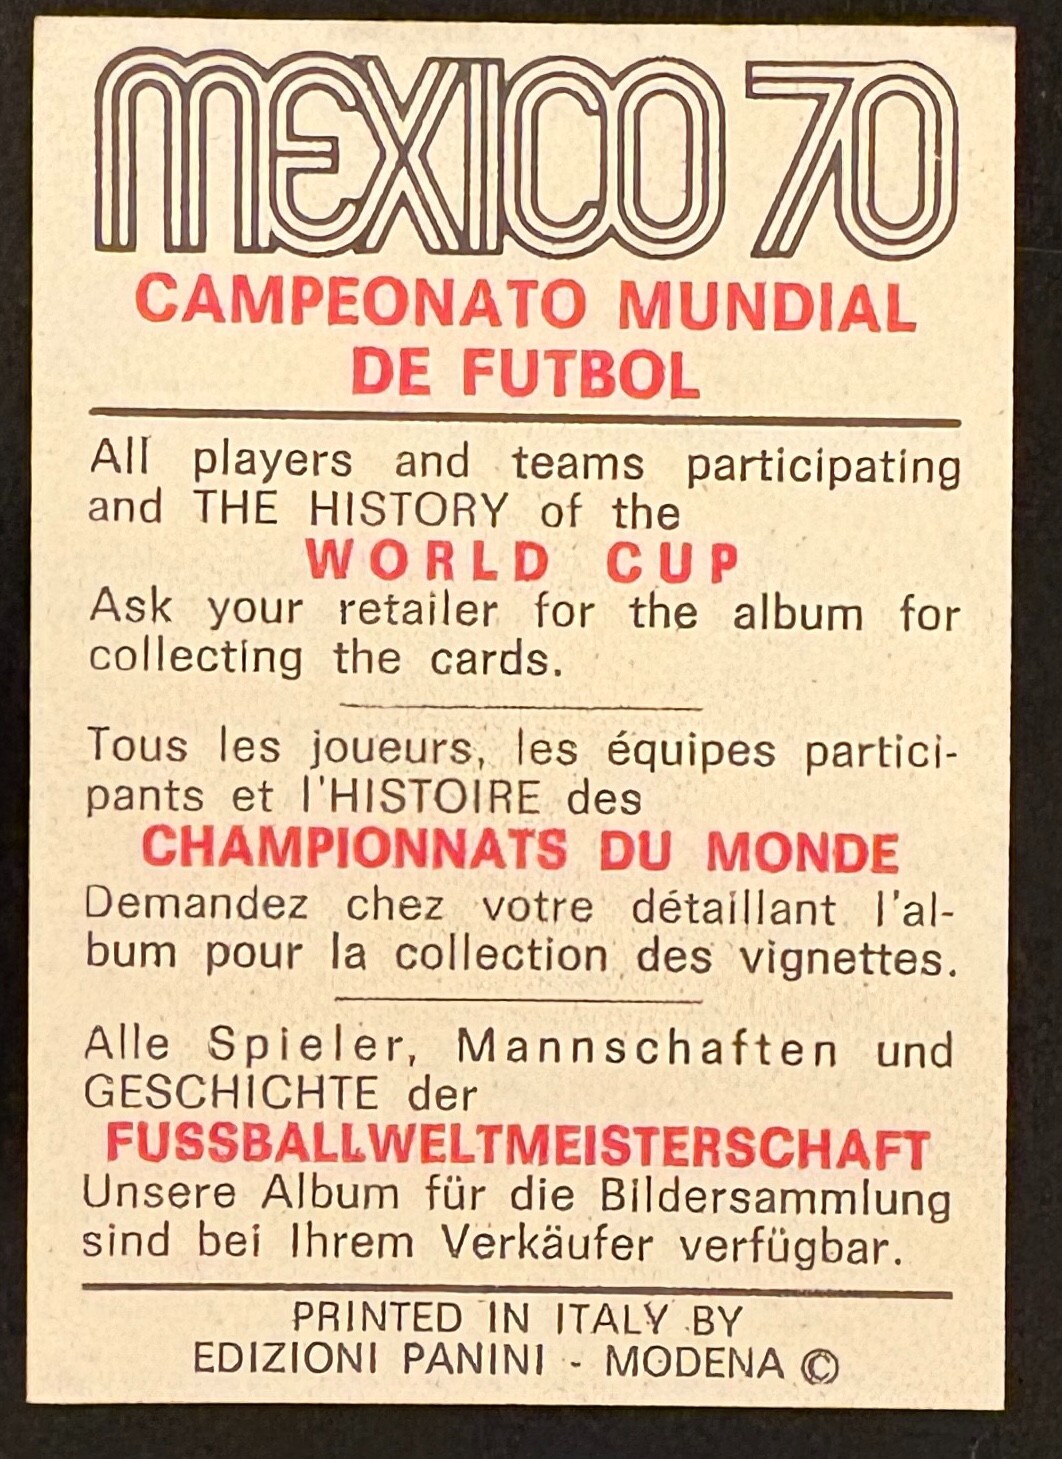 MEXICO 70
CAMPEONATO MUNDIAL
DE FUTBOL
All players and teams participating
and THE HISTORY of the
WORLD CUP
Ask your retailer for the album for
collecting the cards.
Tous les joueurs, les équipes partici-
pants et l'HISTOIRE des
CHAMPIONNATS DU MONDE
Demandez chez votre détaillant l'al-
bum pour la collection des vignettes.
Alle Spieler, Mannschaften und
GESCHICHTE der
FUSSBALLWELTMEISTERSCHAFT
Unsere Album für die Bildersammlung
sind bei Ihrem Verkäufer verfügbar.
PRINTED IN ITALY BY
EDIZIONI PANINI - MODENA ©